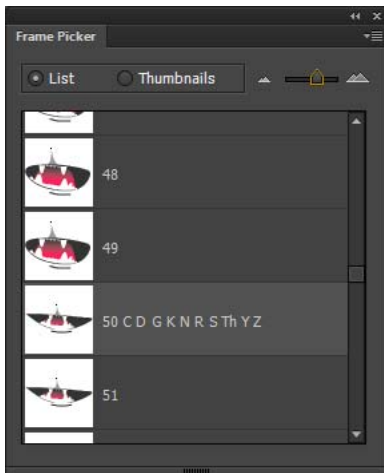 Frame Picker
List Thumbnails
48
49
50 C D G K N R S Th Y Z
51